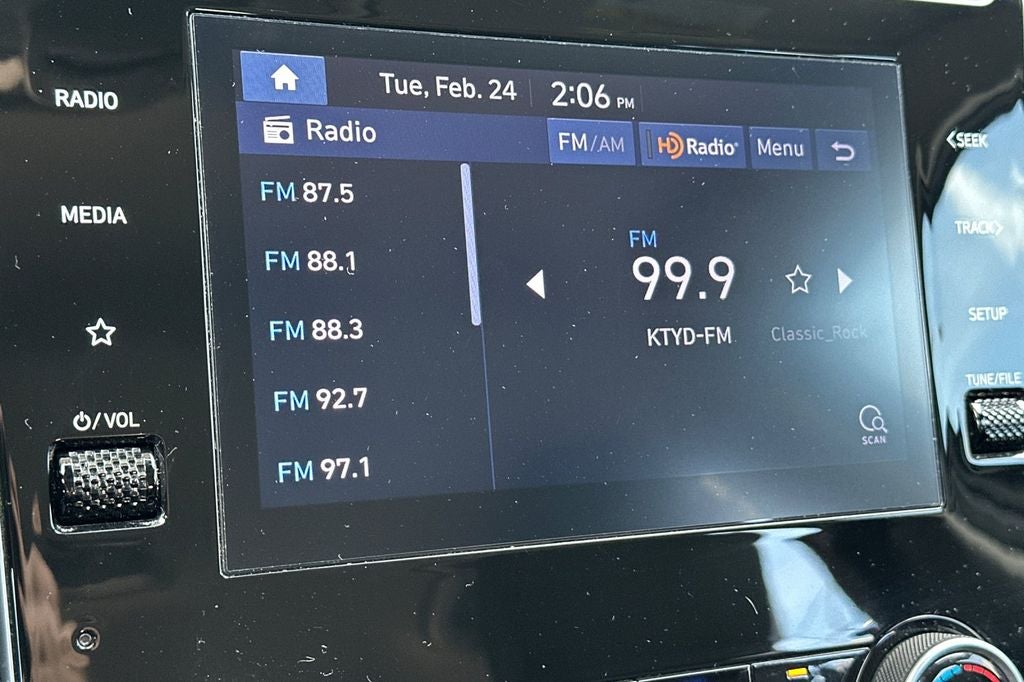 RADIO
MEDIA
/VOL
Tue, Feb. 24 2:06 PM
Radio FM/AM HD Radio Menu
FM 87.5
FM 88.1
FM 88.3
FM 92.7
FM 97.1
FM
99.9
KTYD-FM Classic_Rock
SCAN
SEEK
TRACK
SETUP
TUNE/FILE